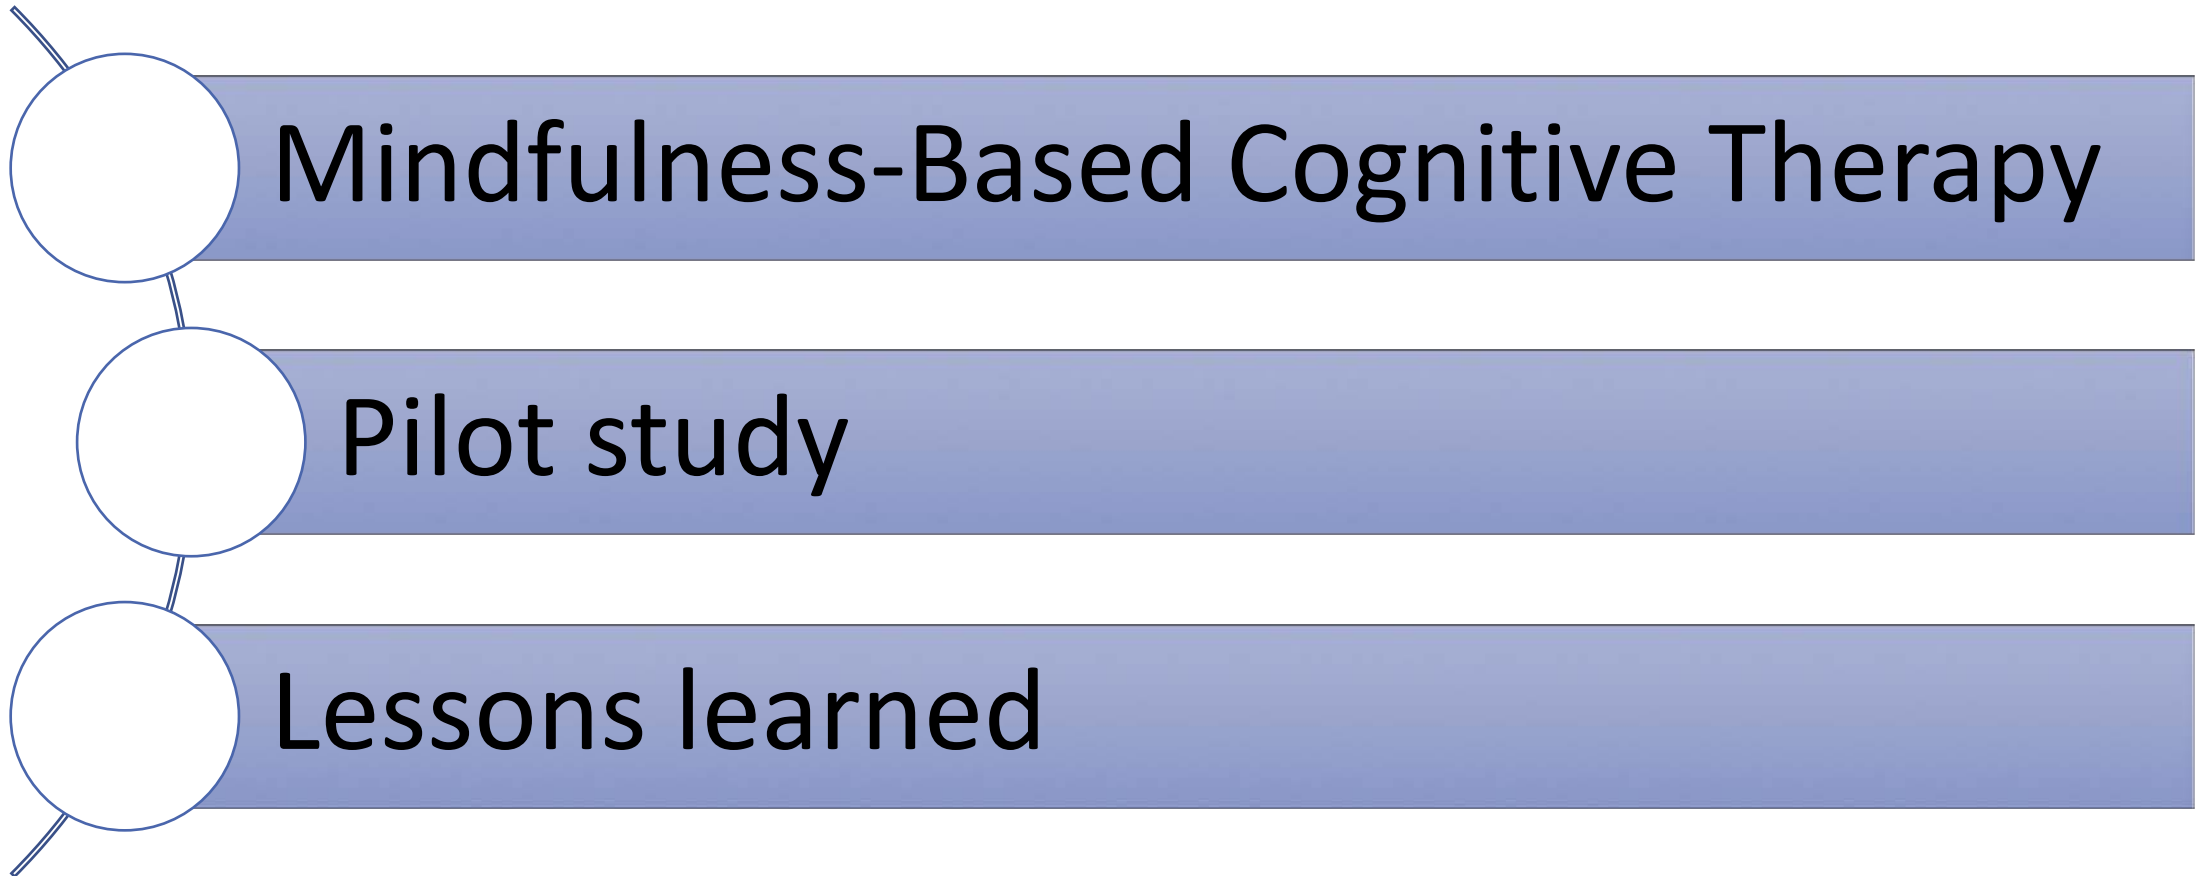 Mindfulness-Based Cognitive Therapy
Pilot study
Lessons learned